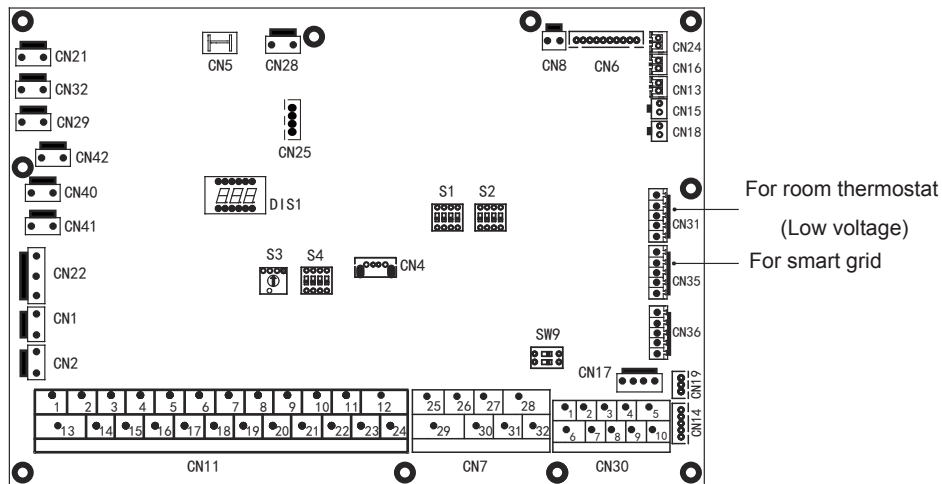 CN5
CN28
CN8
CN6
CN24
CN16
CN13
CN15
CN18
CN21
CN32
CN29
CN42
CN40
CN41
CN22
CN1
CN2
CN25
DIS1
S1 S2
S3 S4
CN4
CN31
For room thermostat
(Low voltage)
CN35
For smart grid
CN36
SW9
CN17
CN19
CN14
1 2 3 4 5 6 7 8 9 10 11 12
13 14 15 16 17 18 19 20 21 22 23 24
CN11
25 26 27 28
29 30 31 32
CN7
1 2 3 4 5
6 7 8 9 10
CN30